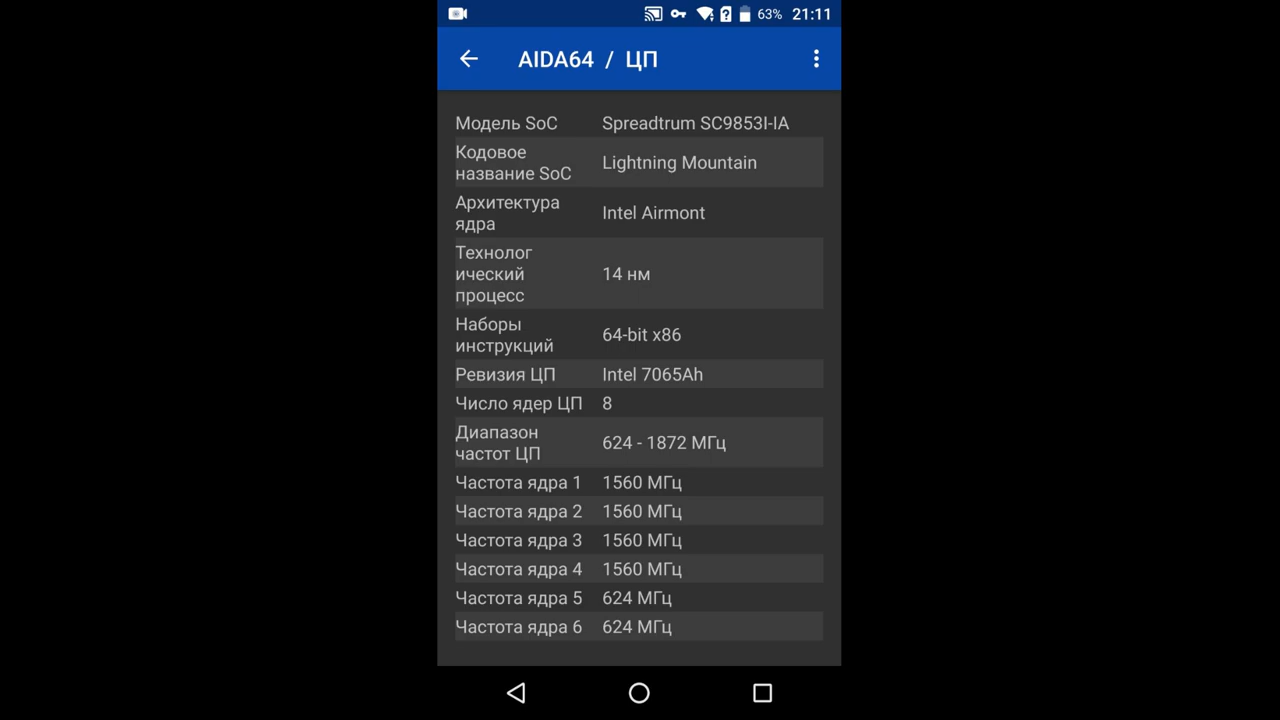 63% 21:11
AIDA64 / ЦП
Модель SoC Spreadtrum SC9853I-IA
Кодовое
название SoC Lightning Mountain
Архитектура
ядра Intel Airmont
Технолог
ический 14 нм
процесс
Наборы
инструкций 64-bit x86
Ревизия ЦП Intel 7065Ah
Число ядер ЦП 8
Диапазон
частот ЦП 624 - 1872 МГц
Частота ядра 1 1560 МГц
Частота ядра 2 1560 МГц
Частота ядра 3 1560 МГц
Частота ядра 4 1560 МГц
Частота ядра 5 624 МГц
Частота ядра 6 624 МГц